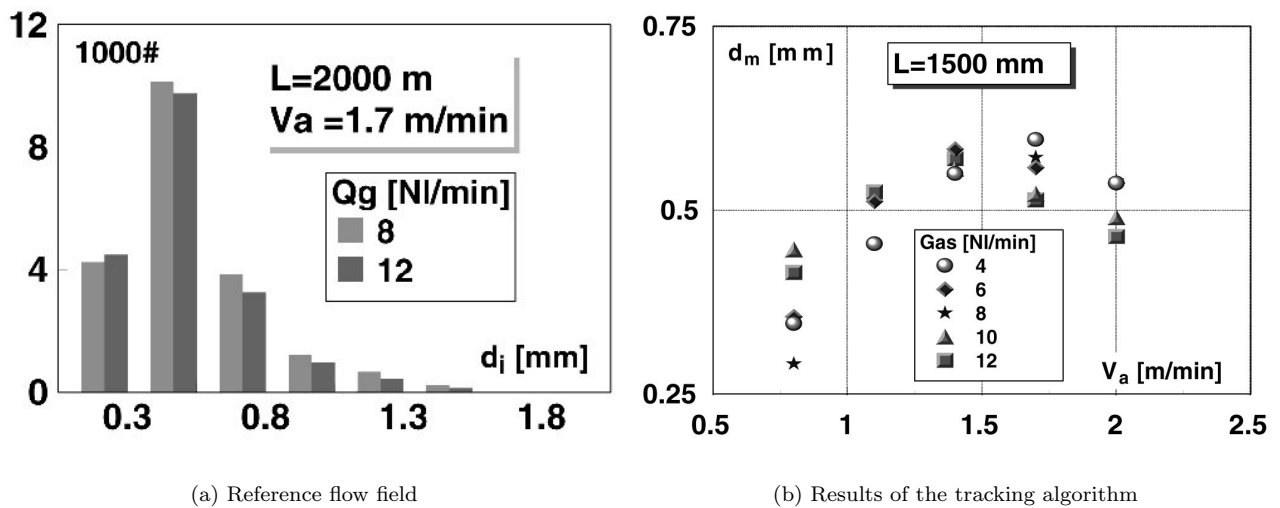 12
1000#
L=2000 m
Va =1.7 m/min
8
Qg [Nl/min]
8
12
4
di [mm]
0
0.3 0.8 1.3 1.8
(a) Reference flow field
0.75
dm [mm]
L=1500 mm
0.5
Gas [Nl/min]
4
6
8
10
12
Va [m/min]
0.25
0.5 1 1.5 2 2.5
(b) Results of the tracking algorithm